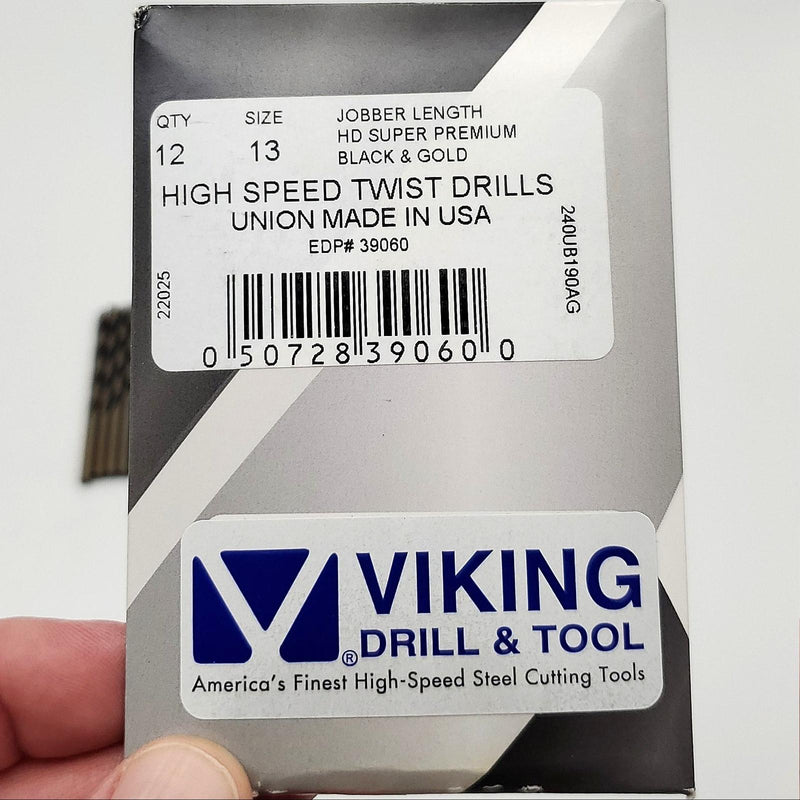 QTY SIZE JOBBER LENGTH
12 13 HD SUPER PREMIUM
BLACK & GOLD
HIGH SPEED TWIST DRILLS
UNION MADE IN USA
EDP# 39060
22025
240UB190AG
0 50728 39060 0
VIKING
® DRILL & TOOL
America's Finest High-Speed Steel Cutting Tools